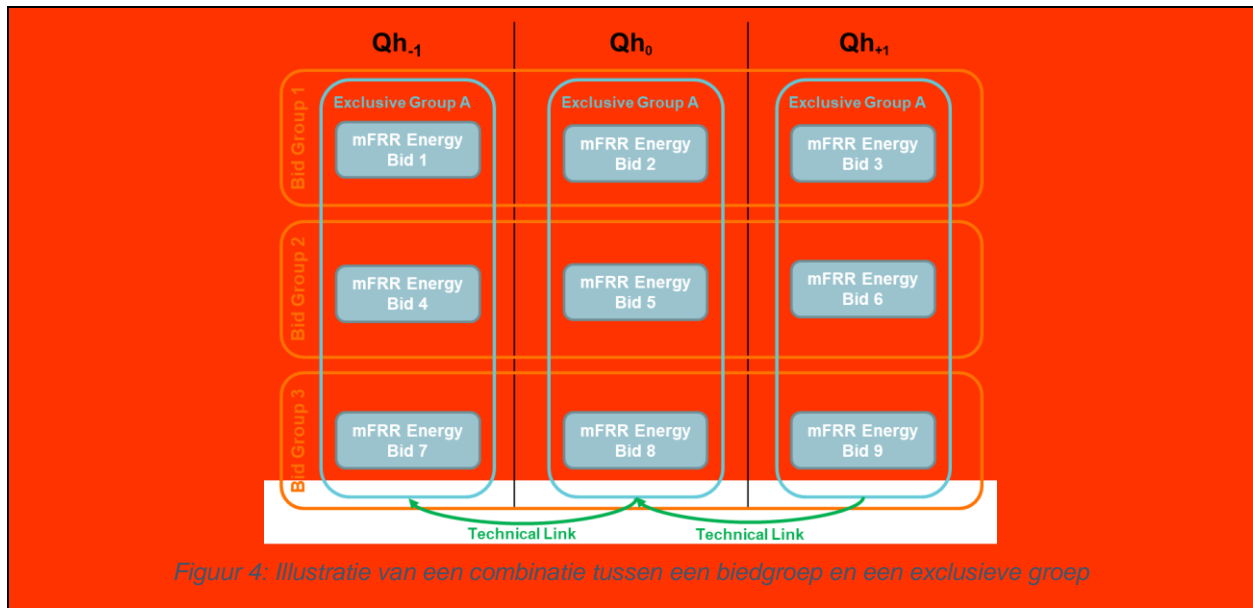 Qh-1 Qh0 Qh+1
Bid Group 1
Exclusive Group A Exclusive Group A Exclusive Group A
mFRR Energy mFRR Energy mFRR Energy
Bid 1 Bid 2 Bid 3
Bid Group 2
mFRR Energy mFRR Energy mFRR Energy
Bid 4 Bid 5 Bid 6
Bid Group 3
mFRR Energy mFRR Energy mFRR Energy
Bid 7 Bid 8 Bid 9
Technical Link Technical Link
Figuur 4: Illustratie van een combinatie tussen een biedgroep en een exclusieve groep